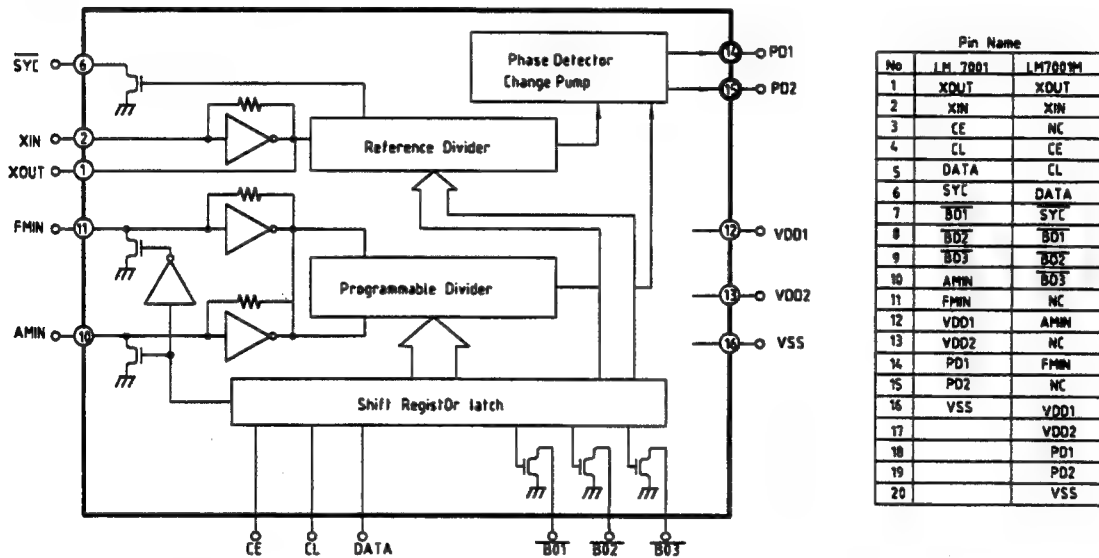 SYC
6
XIN
2
XOUT
1
FMIN
11
AMIN
10
Phase Detector
Change Pump
14 PD1
15 PD2
Reference Divider
Programmable Divider
12 VDD1
13 VDD2
16 VSS
Shift RegistOr latch
CE CL DATA BO1 BO2 BO3
Pin Name
No LM 7001 LM7001M
1 XOUT XOUT
2 XIN XIN
3 CE NC
4 CL CE
5 DATA CL
6 SYC DATA
7 BO1 SYC
8 BO2 BO1
9 BO3 BO2
10 AMIN BO3
11 FMIN NC
12 VDD1 AMIN
13 VDD2 NC
14 PD1 FMIN
15 PD2 NC
16 VSS VDD1
17 VDD2
18 PD1
19 PD2
20 VSS